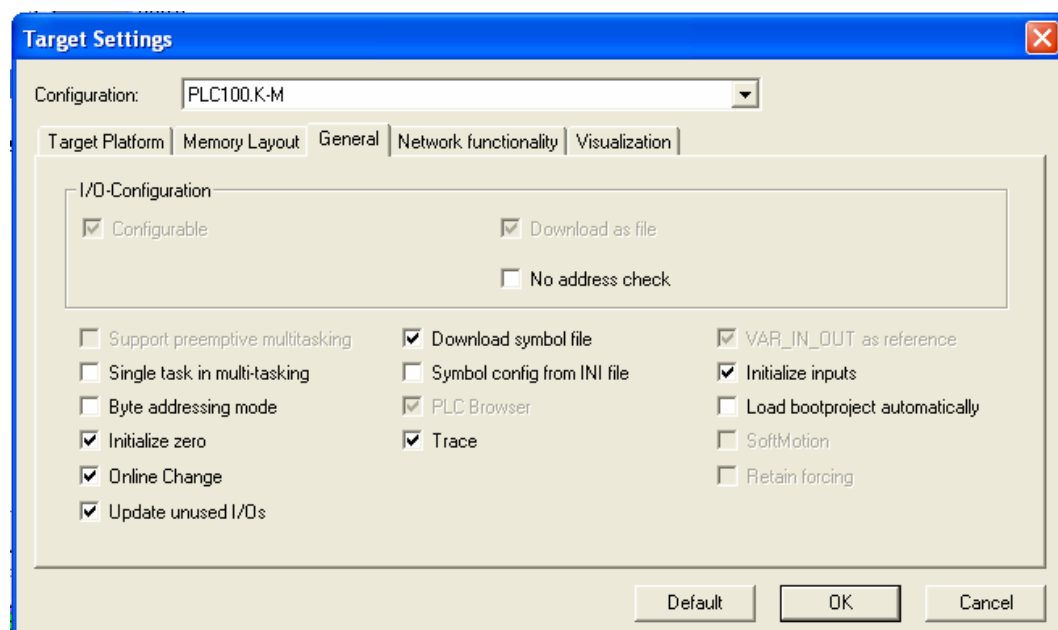 Target Settings
Configuration: PLC100.K-M
Target Platform Memory Layout General Network functionality Visualization
I/O-Configuration
Configurable Download as file
No address check
Support preemptive multitasking Download symbol file VAR_IN_OUT as reference
Single task in multi-tasking Symbol config from INI file Initialize inputs
Byte addressing mode PLC Browser Load bootproject automatically
Initialize zero Trace SoftMotion
Online Change Retain forcing
Update unused I/Os
Default OK Cancel